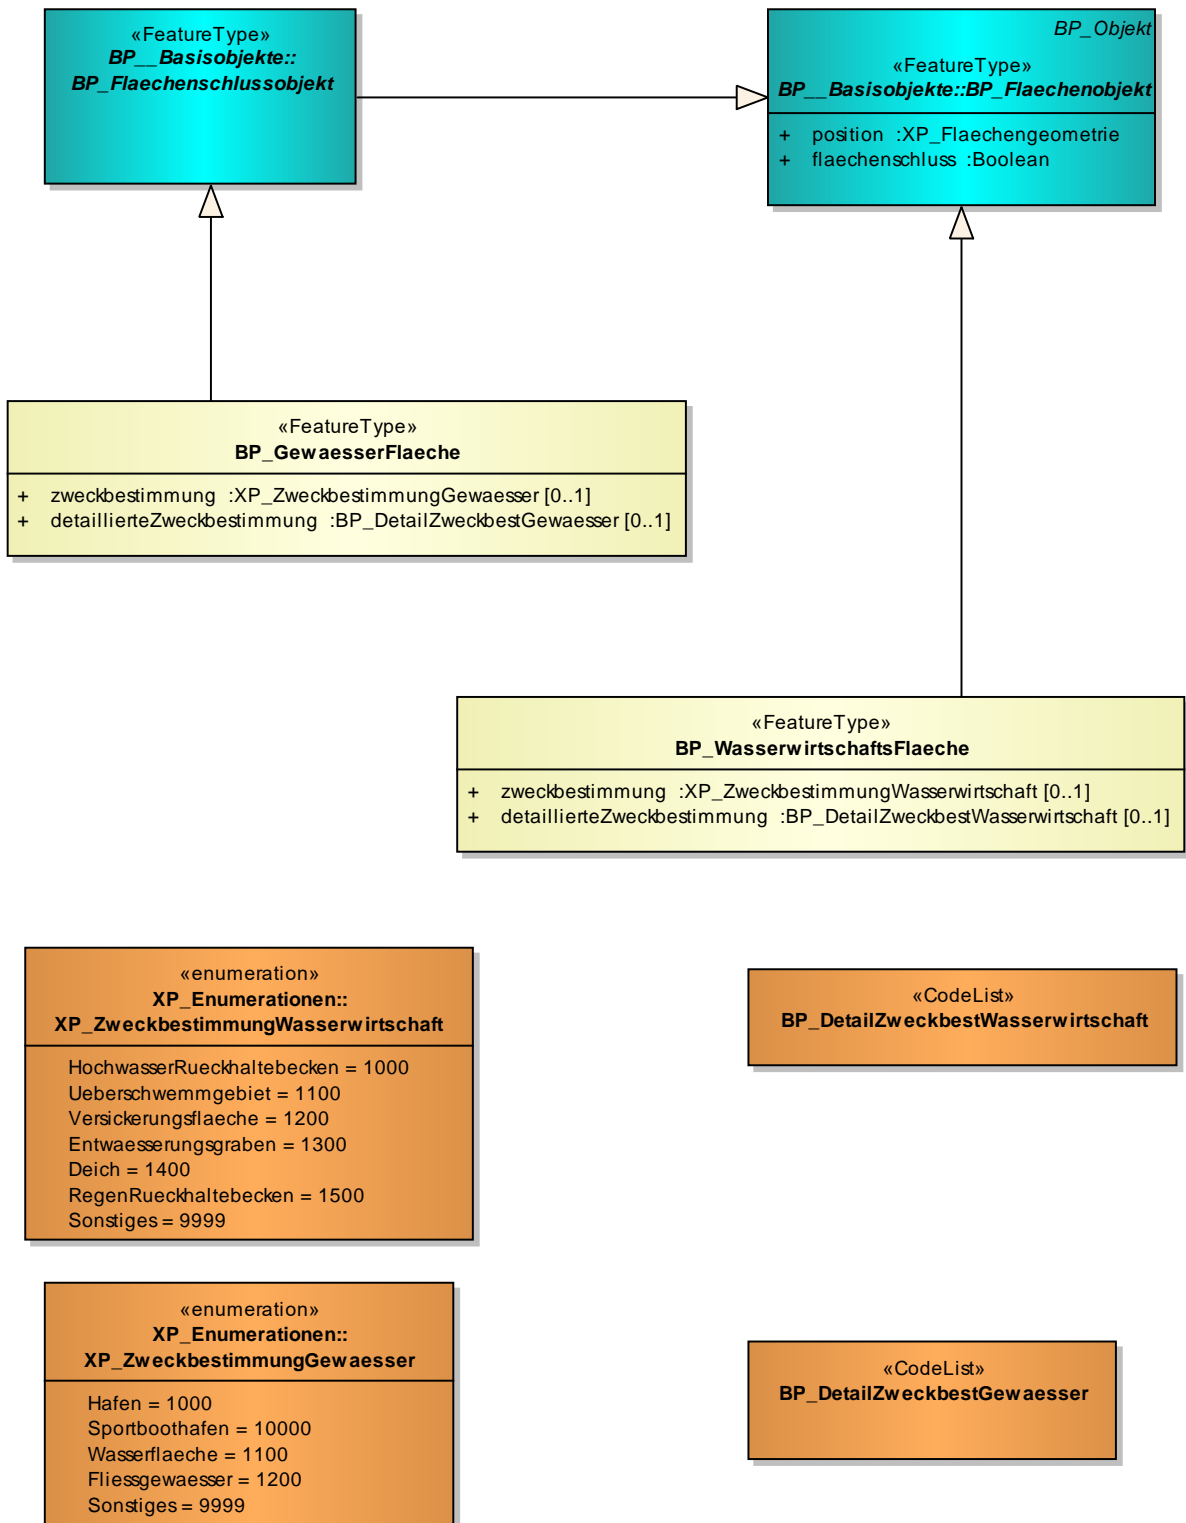 «FeatureType»
BP__Basisobjekte::
BP_Flaechenschlussobjekt
BP_Objekt
«FeatureType»
BP__Basisobjekte::BP_Flaechenobjekt
+ position :XP_Flaechengeometrie
+ flaechenschluss :Boolean
«FeatureType»
BP_GewaesserFlaeche
+ zweckbestimmung :XP_ZweckbestimmungGewaesser [0..1]
+ detaillierteZweckbestimmung :BP_DetailZweckbestGewaesser [0..1]
«FeatureType»
BP_WasserwirtschaftsFlaeche
+ zweckbestimmung :XP_ZweckbestimmungWasserwirtschaft [0..1]
+ detaillierteZweckbestimmung :BP_DetailZweckbestWasserwirtschaft [0..1]
«enumeration»
XP_Enumerationen::
XP_ZweckbestimmungWasserwirtschaft
HochwasserRueckhaltebecken = 1000
Ueberschwemmgebiet = 1100
Versickerungsflaeche = 1200
Entwaesserungsgraben = 1300
Deich = 1400
RegenRueckhaltebecken = 1500
Sonstiges = 9999
«CodeList»
BP_DetailZweckbestWasserwirtschaft
«enumeration»
XP_Enumerationen::
XP_ZweckbestimmungGewaesser
Hafen = 1000
Sportboothafen = 10000
Wasserflaeche = 1100
Fliessgewaesser = 1200
Sonstiges = 9999
«CodeList»
BP_DetailZweckbestGewaesser